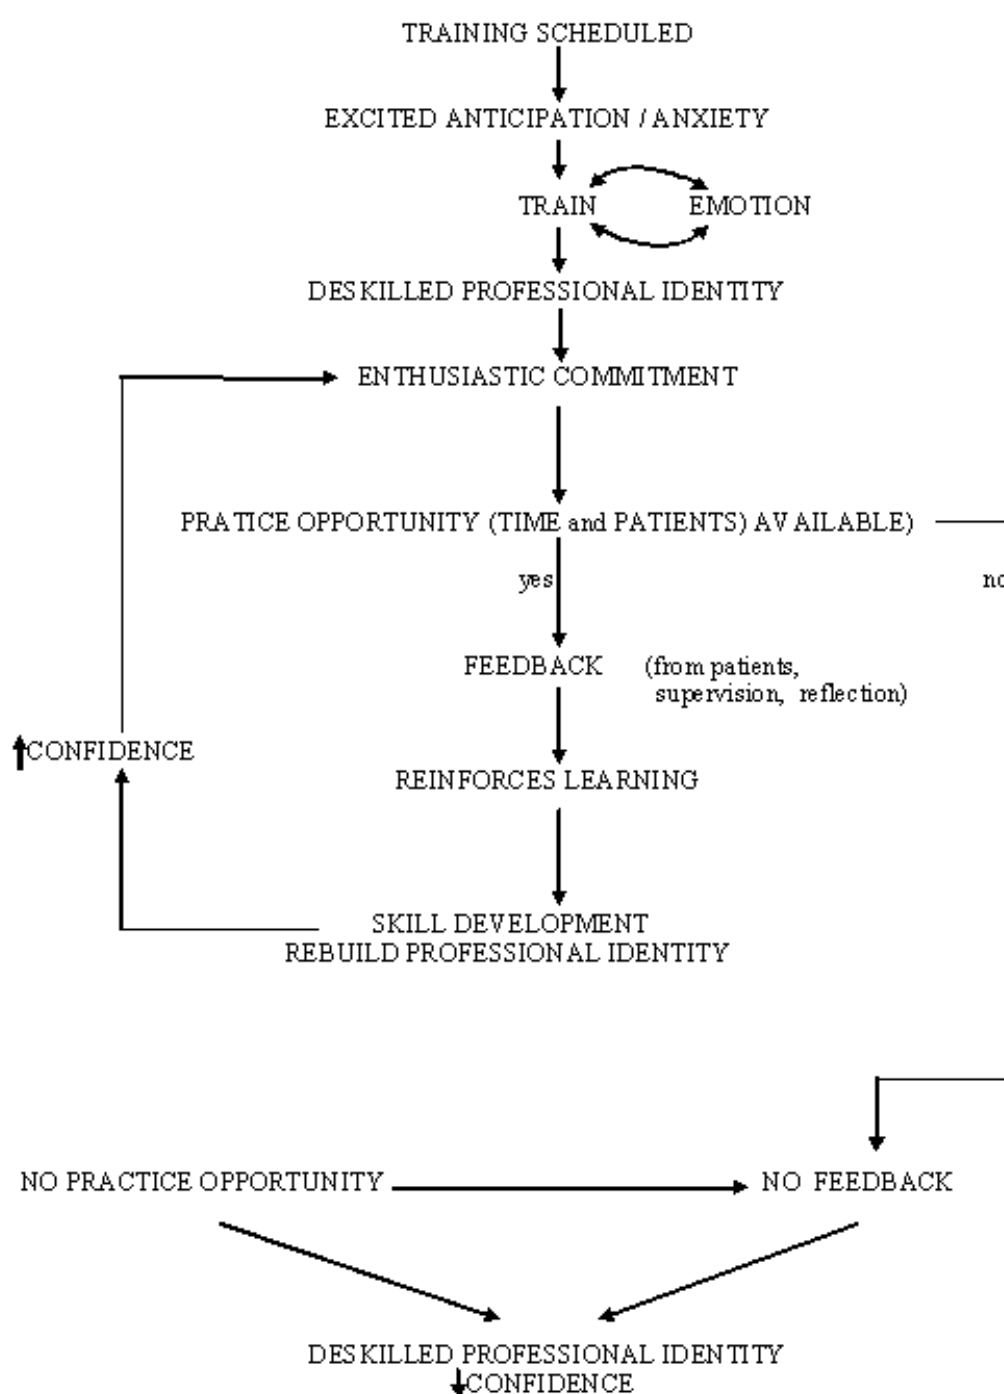 TRAINING SCHEDULED
EXCITED ANTICIPATION / ANXIETY
TRAIN EMOTION
DESKILLED PROFESSIONAL IDENTITY
ENTHUSIASTIC COMMITMENT
PRATICE OPPORTUNITY (TIME and PATIENTS) AVAILABLE)
yes no
FEEDBACK (from patients,
supervision, reflection)
CONFIDENCE
REINFORCES LEARNING
SKILL DEVELOPMENT
REBUILD PROFESSIONAL IDENTITY
NO PRACTICE OPPORTUNITY NO FEEDBACK
DESKILLED PROFESSIONAL IDENTITY
CONFIDENCE